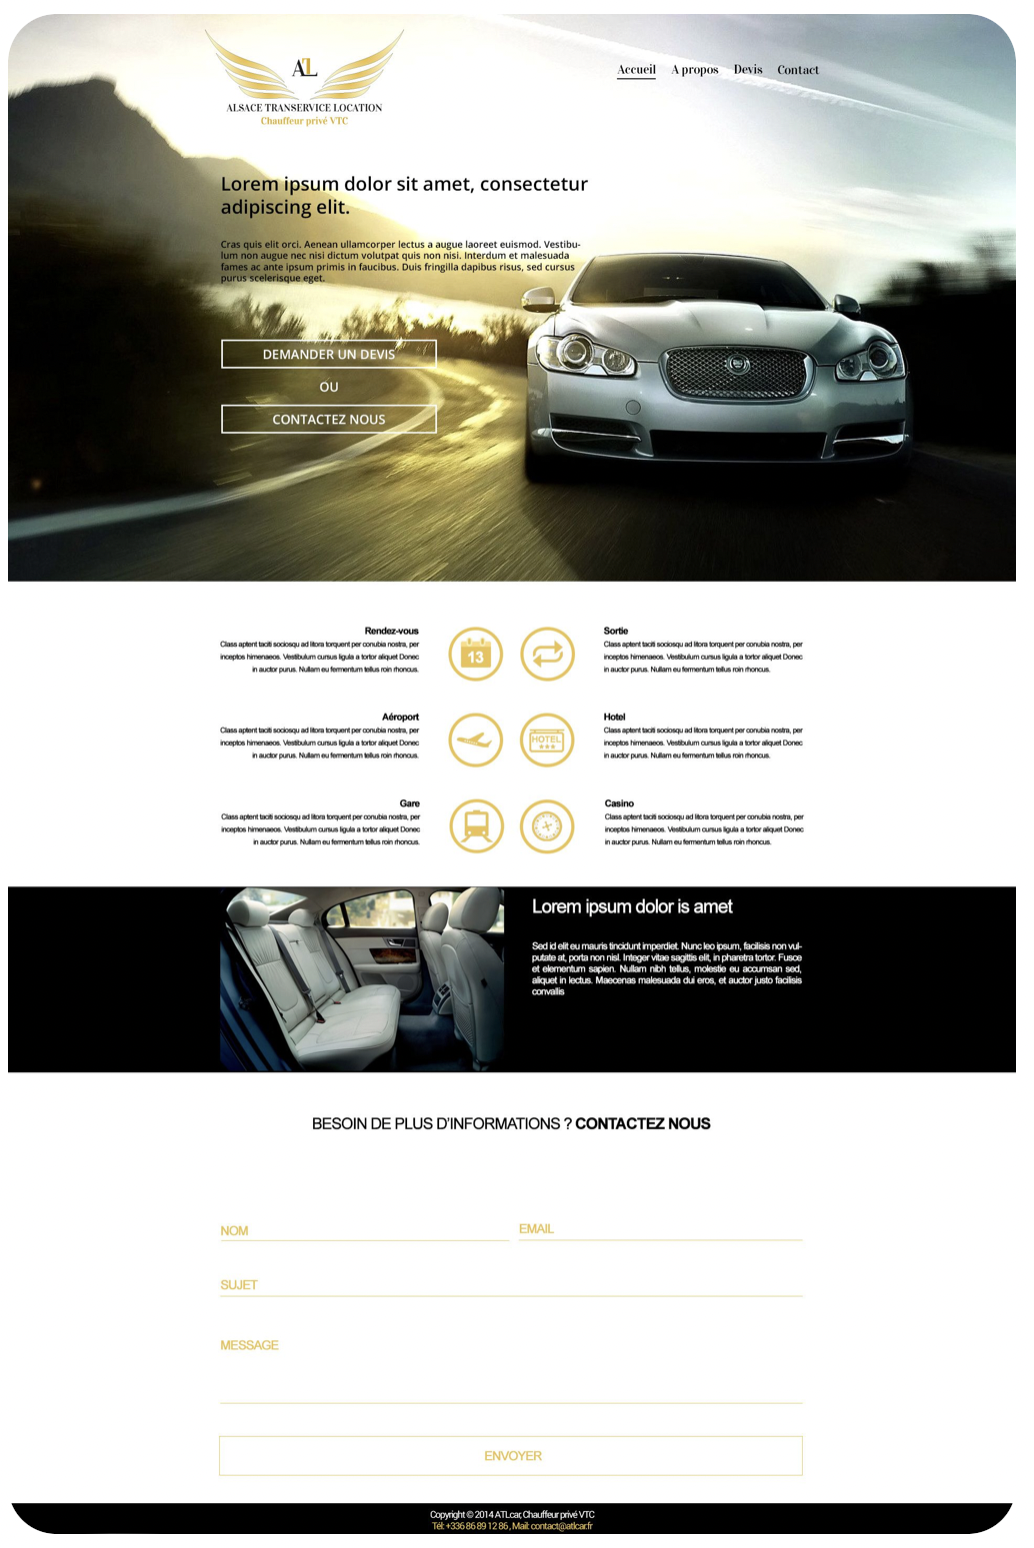 ATL
ALSACE TRANSERVICE LOCATION
Chauffeur privé VTC
Accueil A propos Devis Contact
Lorem ipsum dolor sit amet, consectetur
adipiscing elit.
Cras quis elit orci. Aenean ullamcorper lectus a augue laoreet euismod. Vestibu-
lum non augue nec nisi dictum volutpat quis non nisi. Interdum et malesuada
fames ac ante ipsum primis in faucibus. Duis fringilla dapibus risus, sed cursus
purus scelerisque eget.
DEMANDER UN DEVIS
OU
CONTACTEZ NOUS
Rendez-vous
Class aptent taciti sociosqu ad litora torquent per conubia nostra, per
inceptos himenaeos. Vestibulum cursus ligula a tortor aliquet Donec
in auctor purus. Nullam eu fermentum tellus roin rhoncus.
13
Sortie
Class aptent taciti sociosqu ad litora torquent per conubia nostra, per
inceptos himenaeos. Vestibulum cursus ligula a tortor aliquet Donec
in auctor purus. Nullam eu fermentum tellus roin rhoncus.
Aéroport
Class aptent taciti sociosqu ad litora torquent per conubia nostra, per
inceptos himenaeos. Vestibulum cursus ligula a tortor aliquet Donec
in auctor purus. Nullam eu fermentum tellus roin rhoncus.
HOTEL
Hotel
Class aptent taciti sociosqu ad litora torquent per conubia nostra, per
inceptos himenaeos. Vestibulum cursus ligula a tortor aliquet Donec
in auctor purus. Nullam eu fermentum tellus roin rhoncus.
Gare
Class aptent taciti sociosqu ad litora torquent per conubia nostra, per
inceptos himenaeos. Vestibulum cursus ligula a tortor aliquet Donec
in auctor purus. Nullam eu fermentum tellus roin rhoncus.
Casino
Class aptent taciti sociosqu ad litora torquent per conubia nostra, per
inceptos himenaeos. Vestibulum cursus ligula a tortor aliquet Donec
in auctor purus. Nullam eu fermentum tellus roin rhoncus.
Lorem ipsum dolor is amet
Sed id elit eu mauris tincidunt imperdiet. Nunc leo ipsum, facilisis non vul-
putate at, porta non nisl. Integer vitae sagittis elit, in pharetra tortor. Fusce
et elementum sapien. Nullam nibh tellus, molestie eu accumsan sed,
aliquet in lectus. Maecenas malesuada dui eros, et auctor justo facilisis
convallis
BESOIN DE PLUS D'INFORMATIONS ? CONTACTEZ NOUS
NOM
EMAIL
SUJET
MESSAGE
ENVOYER
Copyright © 2014 ATLcar, Chauffeur privé VTC
Tél: +336 86 89 12 86 , Mail: contact@atlcar.fr